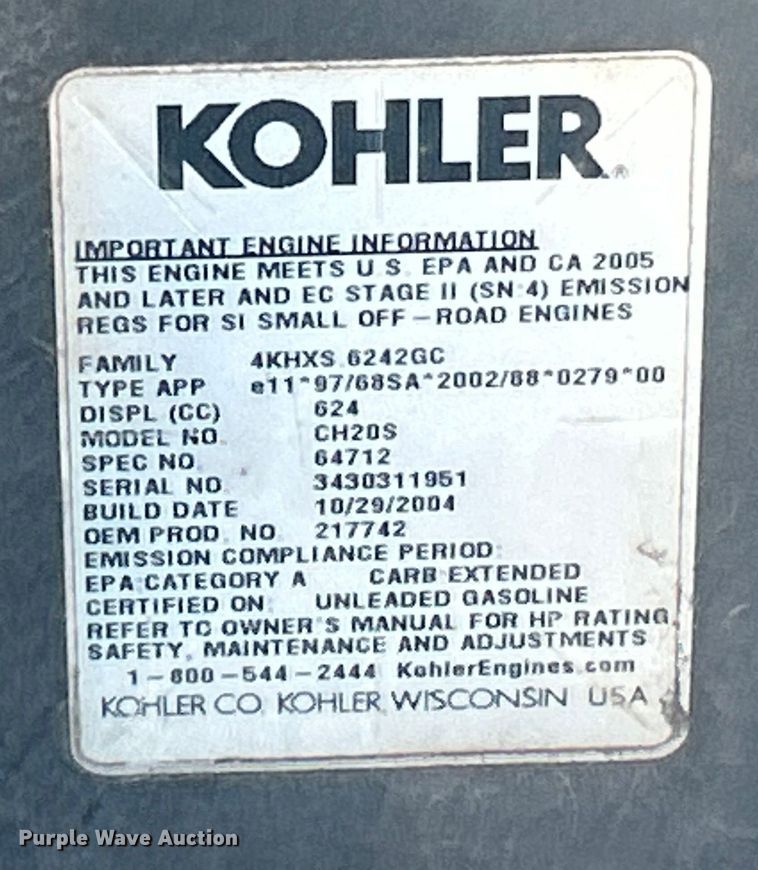 KOHLER®
IMPORTANT ENGINE INFORMATION
THIS ENGINE MEETS U.S. EPA AND CA 2005
AND LATER AND EC STAGE II (SN:4) EMISSION
REGS FOR SI SMALL OFF-ROAD ENGINES
FAMILY 4KHXS.6242GC
TYPE APP e11*97/68SA*2002/88*0279*00
DISPL (CC) 624
MODEL NO. CH20S
SPEC NO. 64712
SERIAL NO. 3430311951
BUILD DATE 10/29/2004
OEM PROD. NO. 217742
EMISSION COMPLIANCE PERIOD:
EPA:CATEGORY A CARB:EXTENDED
CERTIFIED ON: UNLEADED GASOLINE
REFER TO OWNER'S MANUAL FOR HP RATING,
SAFETY, MAINTENANCE AND ADJUSTMENTS
1-800-544-2444 KohlerEngines.com
KOHLER CO. KOHLER, WISCONSIN USA
Purple Wave Auction